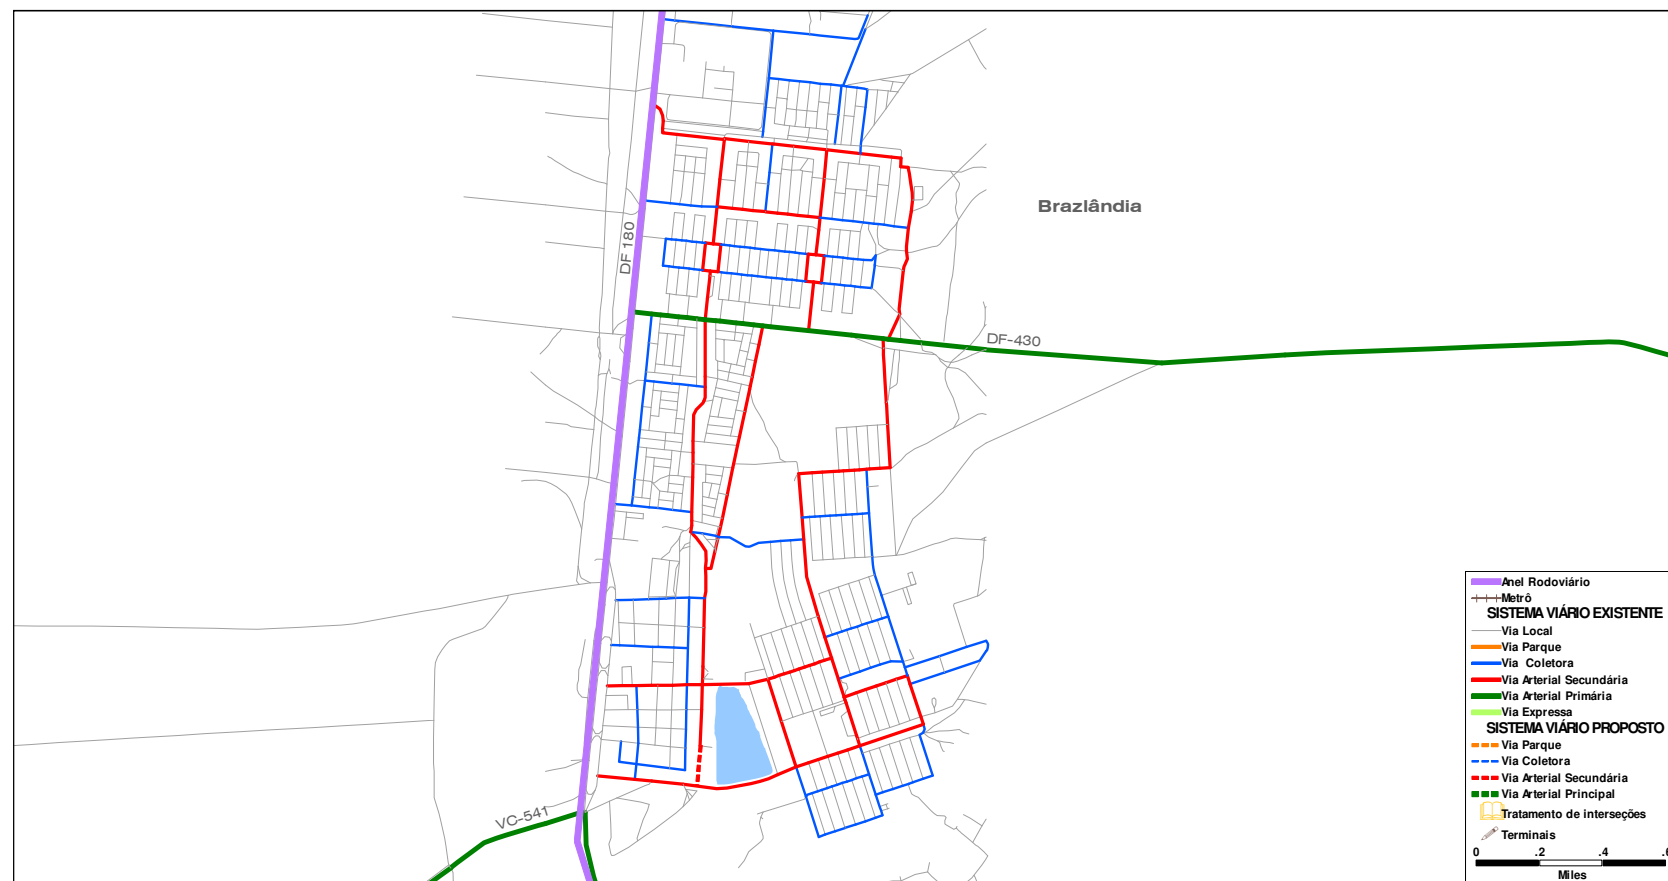 Brazlândia
DF 180
DF-430
VC-541
Anel Rodoviário
Metrô
SISTEMA VIÁRIO EXISTENTE
Via Local
Via Parque
Via Coletora
Via Arterial Secundária
Via Arterial Primária
Via Expressa
SISTEMA VIÁRIO PROPOSTO
Via Parque
Via Coletora
Via Arterial Secundária
Via Arterial Principal
Tratamento de interseções
Terminais
0 .2 .4 .6
Miles